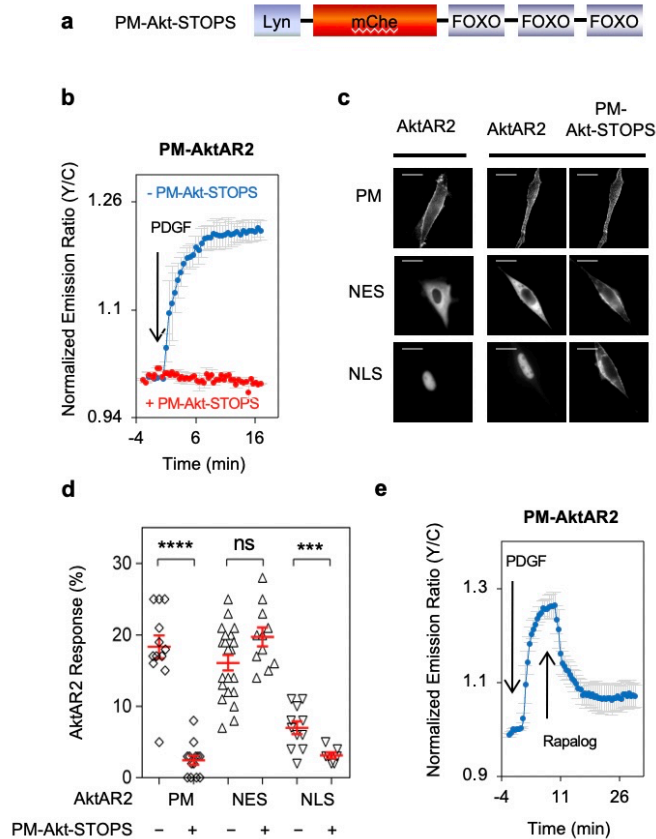 a
PM-Akt-STOPS
Lyn
mChe
FOXO
FOXO
FOXO
b
PM-AktAR2
Normalized Emission Ratio (Y/C)
1.26
1.1
0.94
- PM-Akt-STOPS
PDGF
+ PM-Akt-STOPS
-4
6
16
Time (min)
c
AktAR2
AktAR2
PM-
Akt-STOPS
PM
NES
NLS
d
AktAR2 Response (%)
30
20
10
0
****
ns
***
AktAR2
PM
NES
NLS
PM-Akt-STOPS
– + – + – +
e
PM-AktAR2
Normalized Emission Ratio (Y/C)
1.3
1.1
0.9
PDGF
Rapalog
-4
11
26
Time (min)